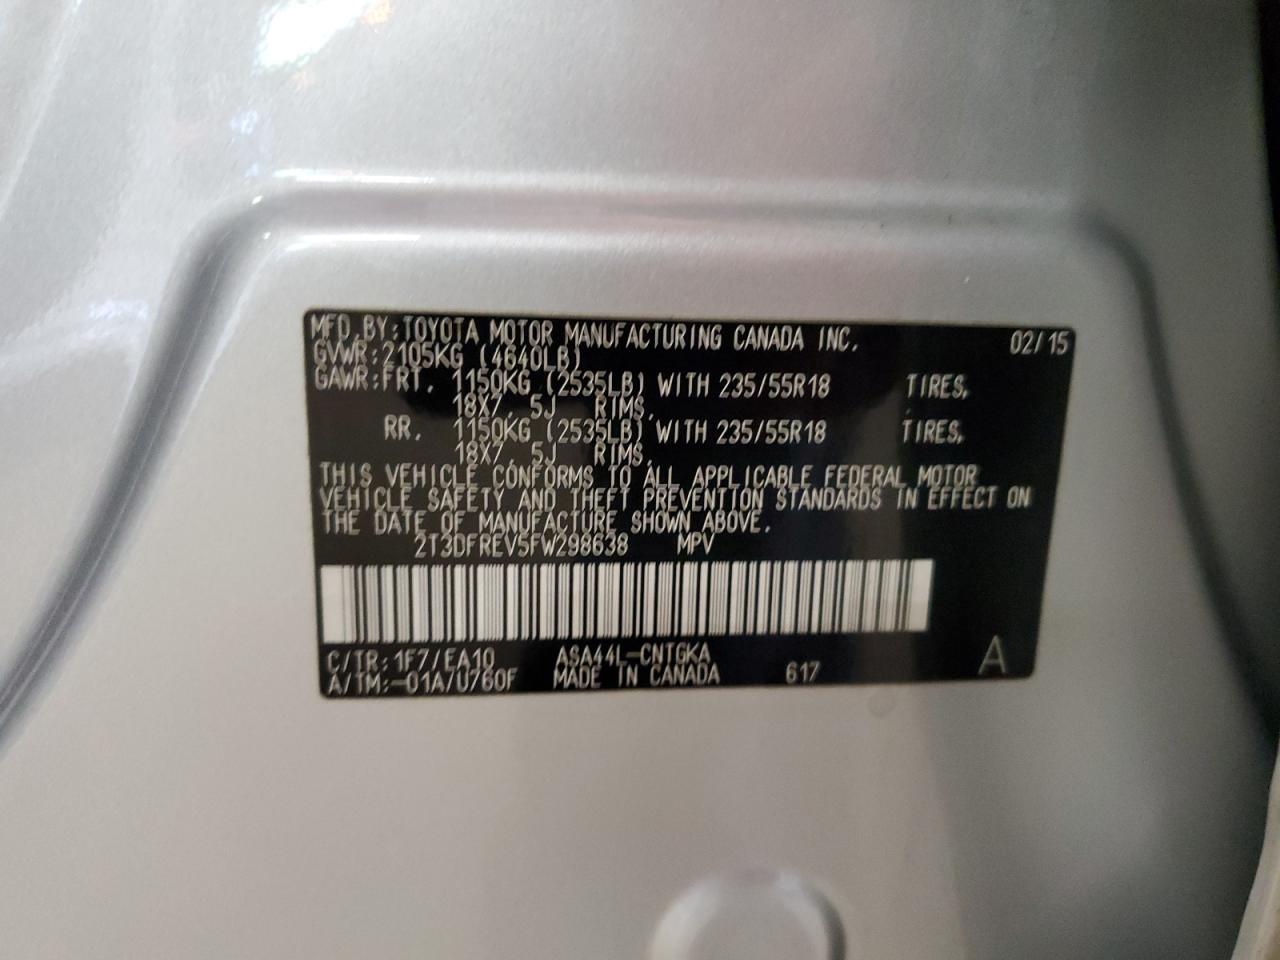 MFD.BY:TOYOTA MOTOR MANUFACTURING CANADA INC. 02/15
GVWR:2105KG (4640LB)
GAWR:FRT. 1150KG (2535LB) WITH 235/55R18 TIRES,
18X7. 5J RIMS.
RR. 1150KG (2535LB) WITH 235/55R18 TIRES,
18X7. 5J RIMS.
THIS VEHICLE CONFORMS TO ALL APPLICABLE FEDERAL MOTOR
VEHICLE SAFETY AND THEFT PREVENTION STANDARDS IN EFFECT ON
THE DATE OF MANUFACTURE SHOWN ABOVE.
2T3DFREV5FW298638 MPV
C/TR:1F7/EA10 ASA44L-CNTGKA
A/TM:-01A/U760F MADE IN CANADA 617 A